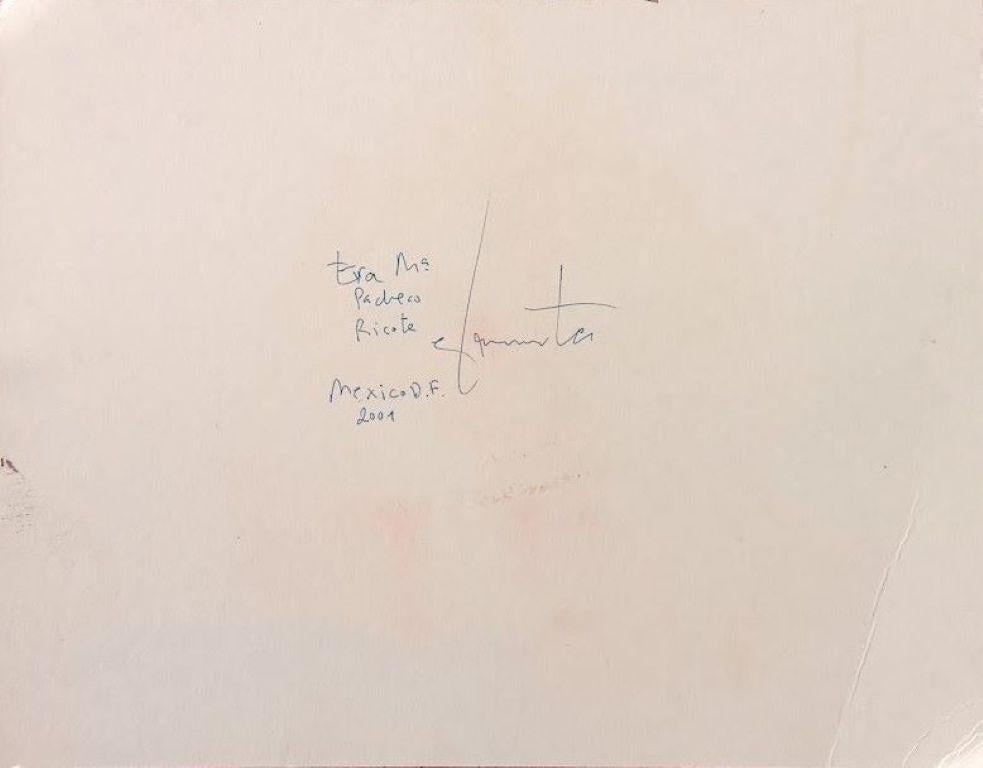 Eva Mª
Pacheco
Ricote
Mexico D.F.
2001